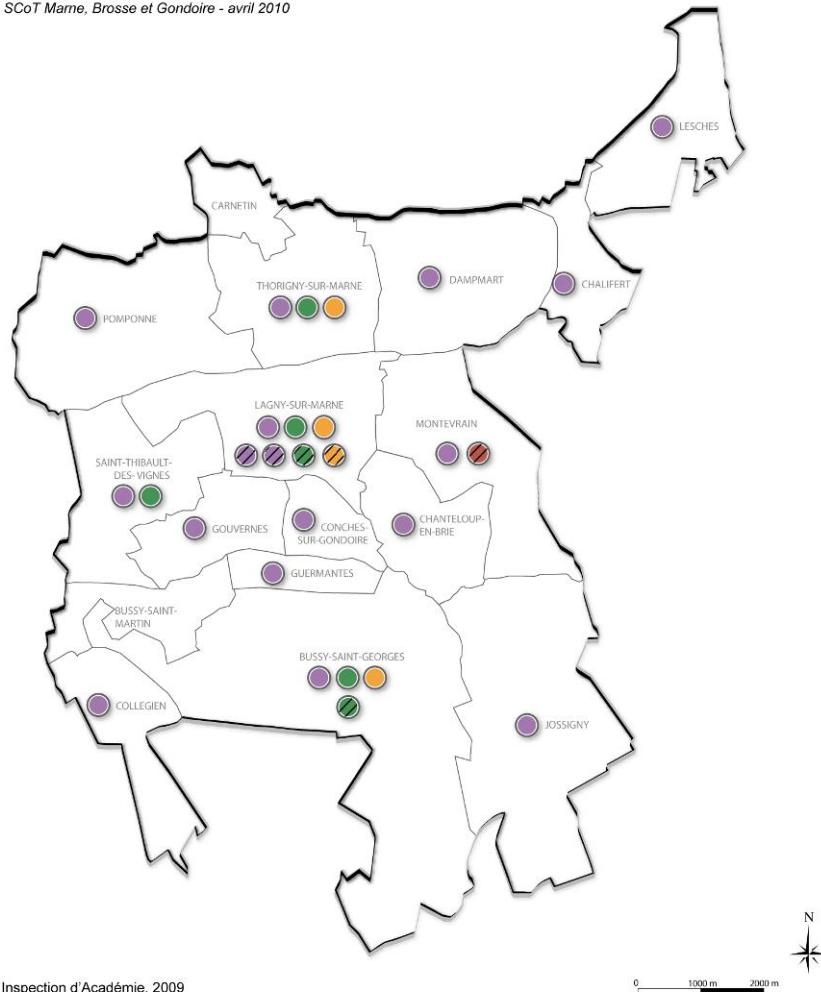 SCoT Marne, Brosse et Gondoire - avril 2010
LESCHES
CARNETIN
THORIGNY-SUR-MARNE
DAMPMART
CHALIFERT
POMPONNE
LAGNY-SUR-MARNE
MONTEVRAIN
SAINT-THIBAULT-
DES-VIGNES
GOUVERNES
CONCHES-
SUR-GONDOIRE
CHANTELOUP-
EN-BRIE
GUERMANTES
BUSSY-SAINT-
MARTIN
BUSSY-SAINT-GEORGES
COLLEGIEN
JOSSIGNY
N
Inspection d'Académie, 2009
0 1000 m 2000 m